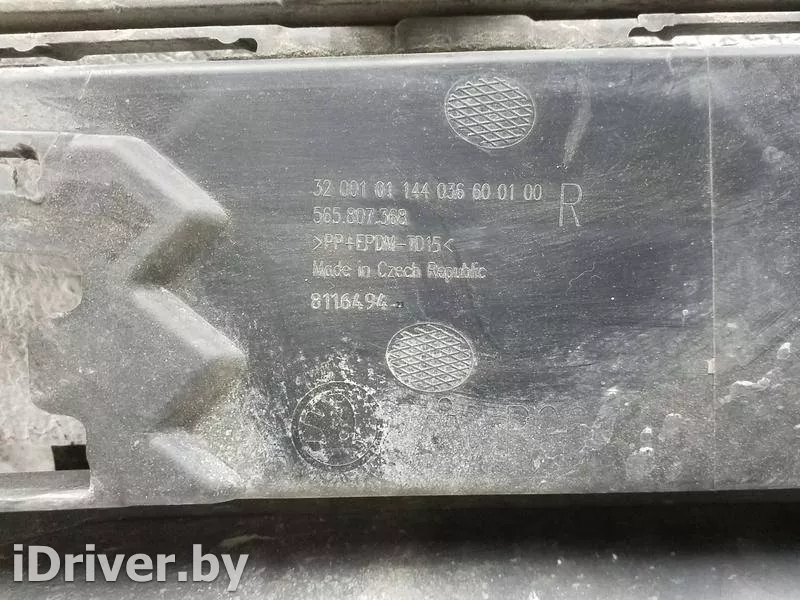 32 001 01 144 036 60 01 00 R
565.807.368
>PP+EPDM-TD15<
Made in Czech Republic
8116494
iDriver.by